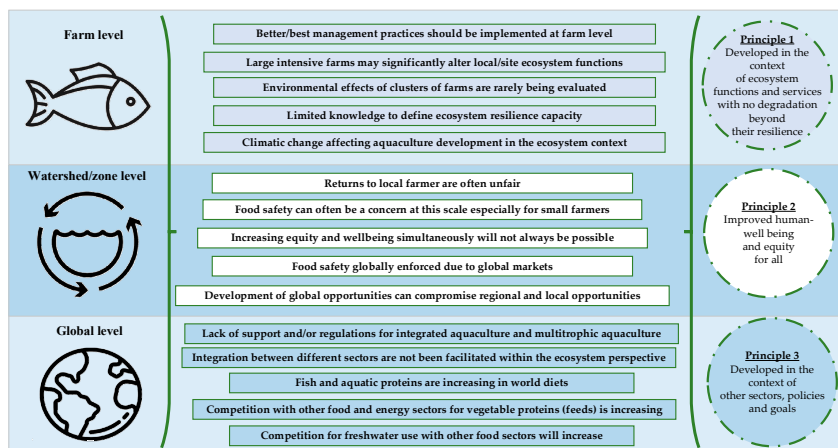 Farm level
Better/best management practices should be implemented at farm level
Large intensive farms may significantly alter local/site ecosystem functions
Environmental effects of clusters of farms are rarely being evaluated
Limited knowledge to define ecosystem resilience capacity
Climatic change affecting aquaculture development in the ecosystem context
Principle 1
Developed in the
context
of ecosystem
functions and services
with no degradation
beyond
their resilience
Watershed/zone level
Returns to local farmer are often unfair
Food safety can often be a concern at this scale especially for small farmers
Increasing equity and wellbeing simultaneously will not always be possible
Food safety globally enforced due to global markets
Development of global opportunities can compromise regional and local opportunities
Principle 2
Improved human-
well being
and equity
for all
Global level
Lack of support and/or regulations for integrated aquaculture and multitrophic aquaculture
Integration between different sectors are not been facilitated within the ecosystem perspective
Fish and aquatic proteins are increasing in world diets
Competition with other food and energy sectors for vegetable proteins (feeds) is increasing
Competition for freshwater use with other food sectors will increase
Principle 3
Developed in the
context of
other sectors, policies
and goals